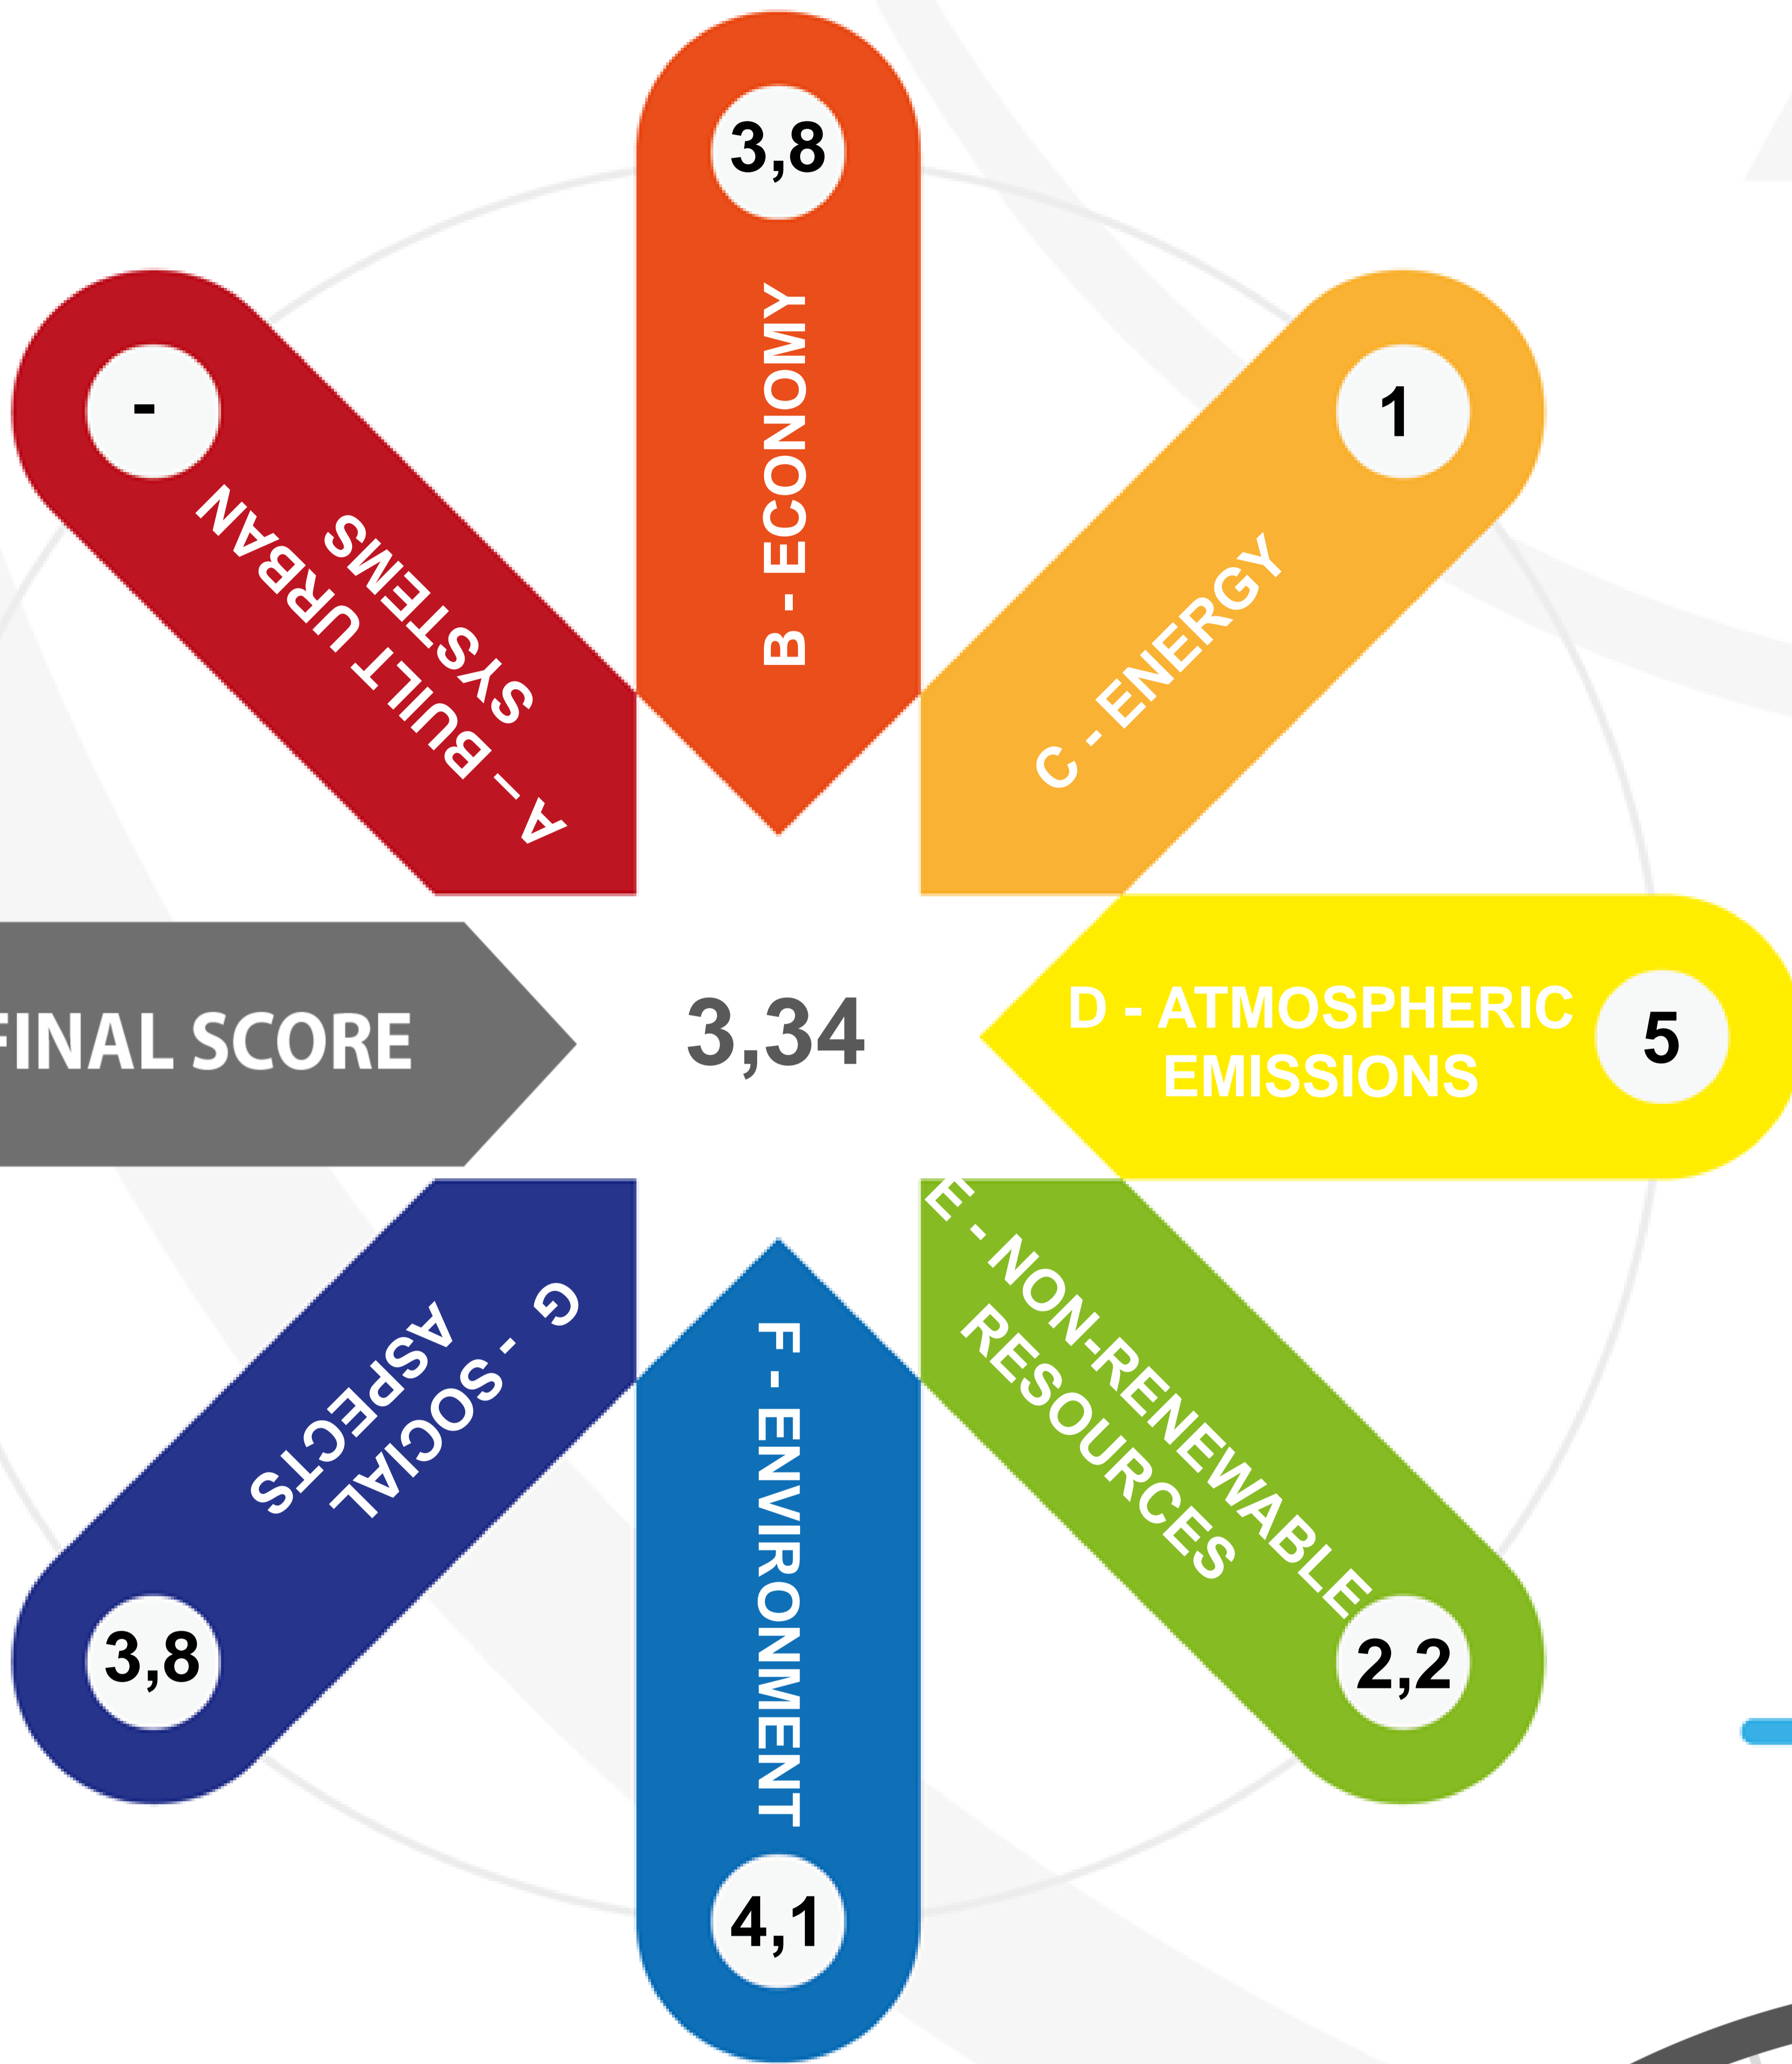 3,8
B - ECONOMY
-
A – BUILT URBAN
SYSTEMS
1
C - ENERGY
FINAL SCORE
3,34
D - ATMOSPHERIC
EMISSIONS
5
E - NON-RENEWABLE
RESOURCES
2,2
F - ENVIRONMENT
4,1
G - SOCIAL
ASPECTS
3,8